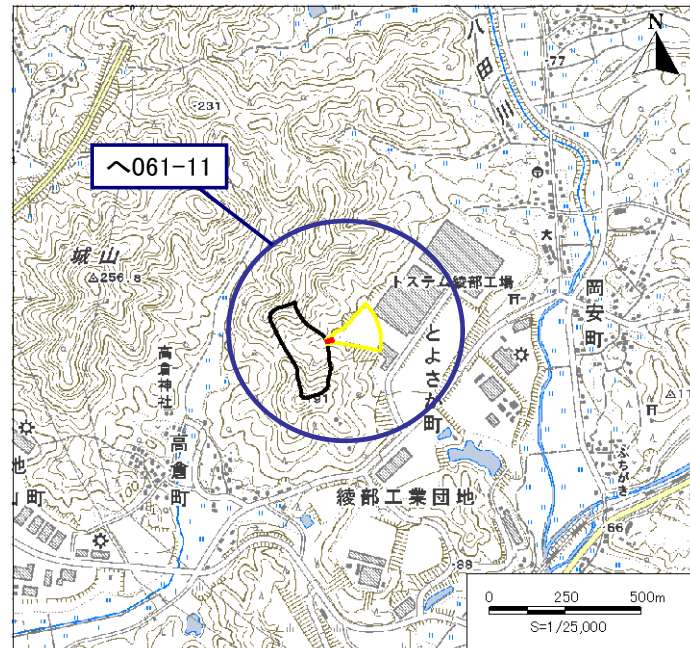 N
八田川
77
・231
へ061-11
城山
△256.8
トステム綾部工場
岡安町
とよさか町
高倉神社
高倉町
ふちがき
綾部工業団地
66
・88
0 250 500m
S=1/25,000